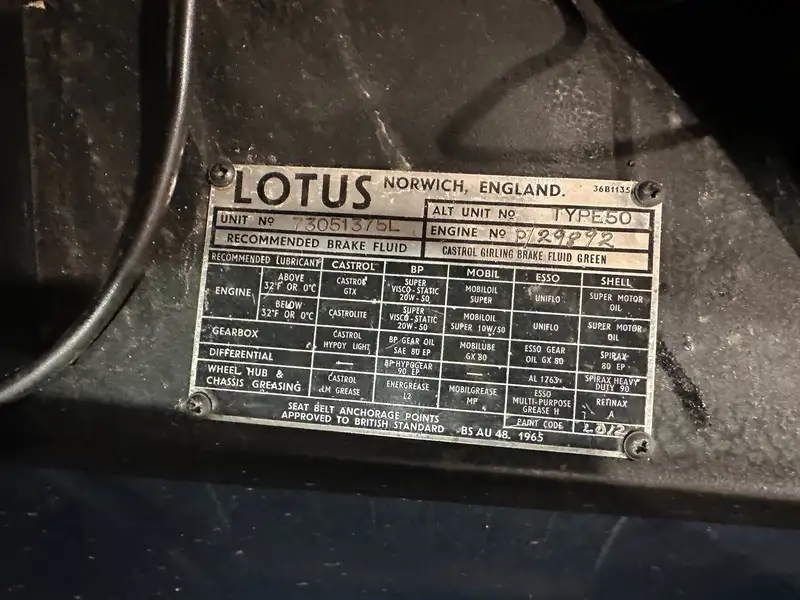 LOTUS NORWICH, ENGLAND. 36B1135
UNIT Nº 73051375L
ALT UNIT Nº TYPE50
RECOMMENDED BRAKE FLUID
ENGINE Nº P/29892
CASTROL GIRLING BRAKE FLUID GREEN
RECOMMENDED LUBRICANT CASTROL BP MOBIL ESSO SHELL
ENGINE
ABOVE 32°F OR 0°C CASTROL GTX SUPER VISCO-STATIC 20W-50 MOBILOIL SUPER UNIFLO SUPER MOTOR OIL
BELOW 32°F OR 0°C CASTROLITE SUPER VISCO-STATIC 20W-50 MOBILOIL SUPER 10W/50 UNIFLO SUPER MOTOR OIL
GEARBOX CASTROL HYPOY LIGHT BP GEAR OIL SAE 80 EP MOBILUBE GX 80 ESSO GEAR OIL GX 80 SPIRAX 80 EP
DIFFERENTIAL — BP HYPOGEAR 90 EP — AL 1763 SPIRAX HEAVY DUTY 90
WHEEL HUB & CHASSIS GREASING CASTROL LM GREASE ENERGREASE L2 MOBILGREASE MP ESSO MULTI-PURPOSE GREASE H RETINAX A
SEAT BELT ANCHORAGE POINTS
APPROVED TO BRITISH STANDARD BS AU 48. 1965
PAINT CODE L012